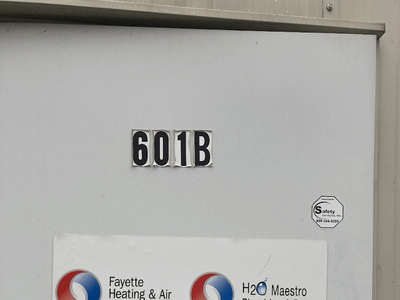 601B
Safety
Fayette
Heating & Air
H2O Maestro